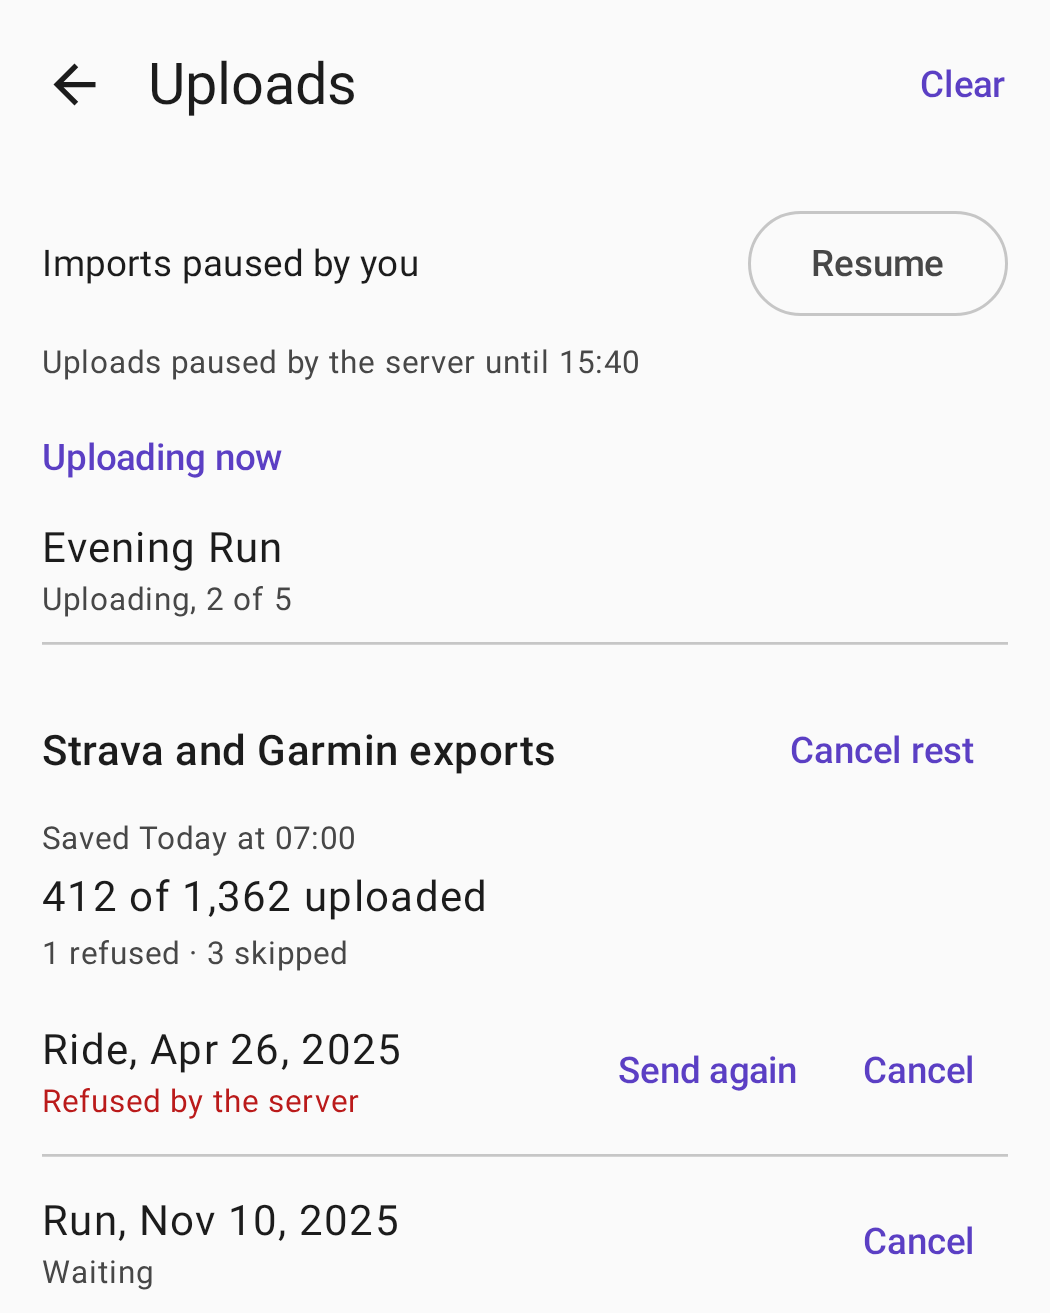 Uploads
Clear
Imports paused by you
Resume
Uploads paused by the server until 15:40
Uploading now
Evening Run
Uploading, 2 of 5
Strava and Garmin exports
Cancel rest
Saved Today at 07:00
412 of 1,362 uploaded
1 refused · 3 skipped
Ride, Apr 26, 2025
Refused by the server
Send again
Cancel
Run, Nov 10, 2025
Waiting
Cancel